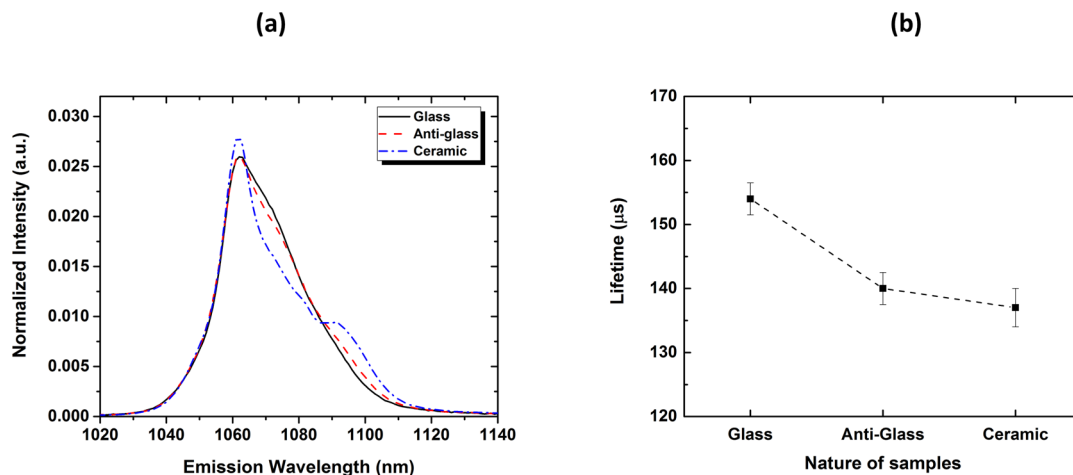 (a)
(b)
Normalized Intensity (a.u.)
0.030
0.025
0.020
0.015
0.010
0.005
0.000
Glass
Anti-glass
Ceramic
1020 1040 1060 1080 1100 1120 1140
Emission Wavelength (nm)
Lifetime (μs)
170
160
150
140
130
120
Glass Anti-Glass Ceramic
Nature of samples